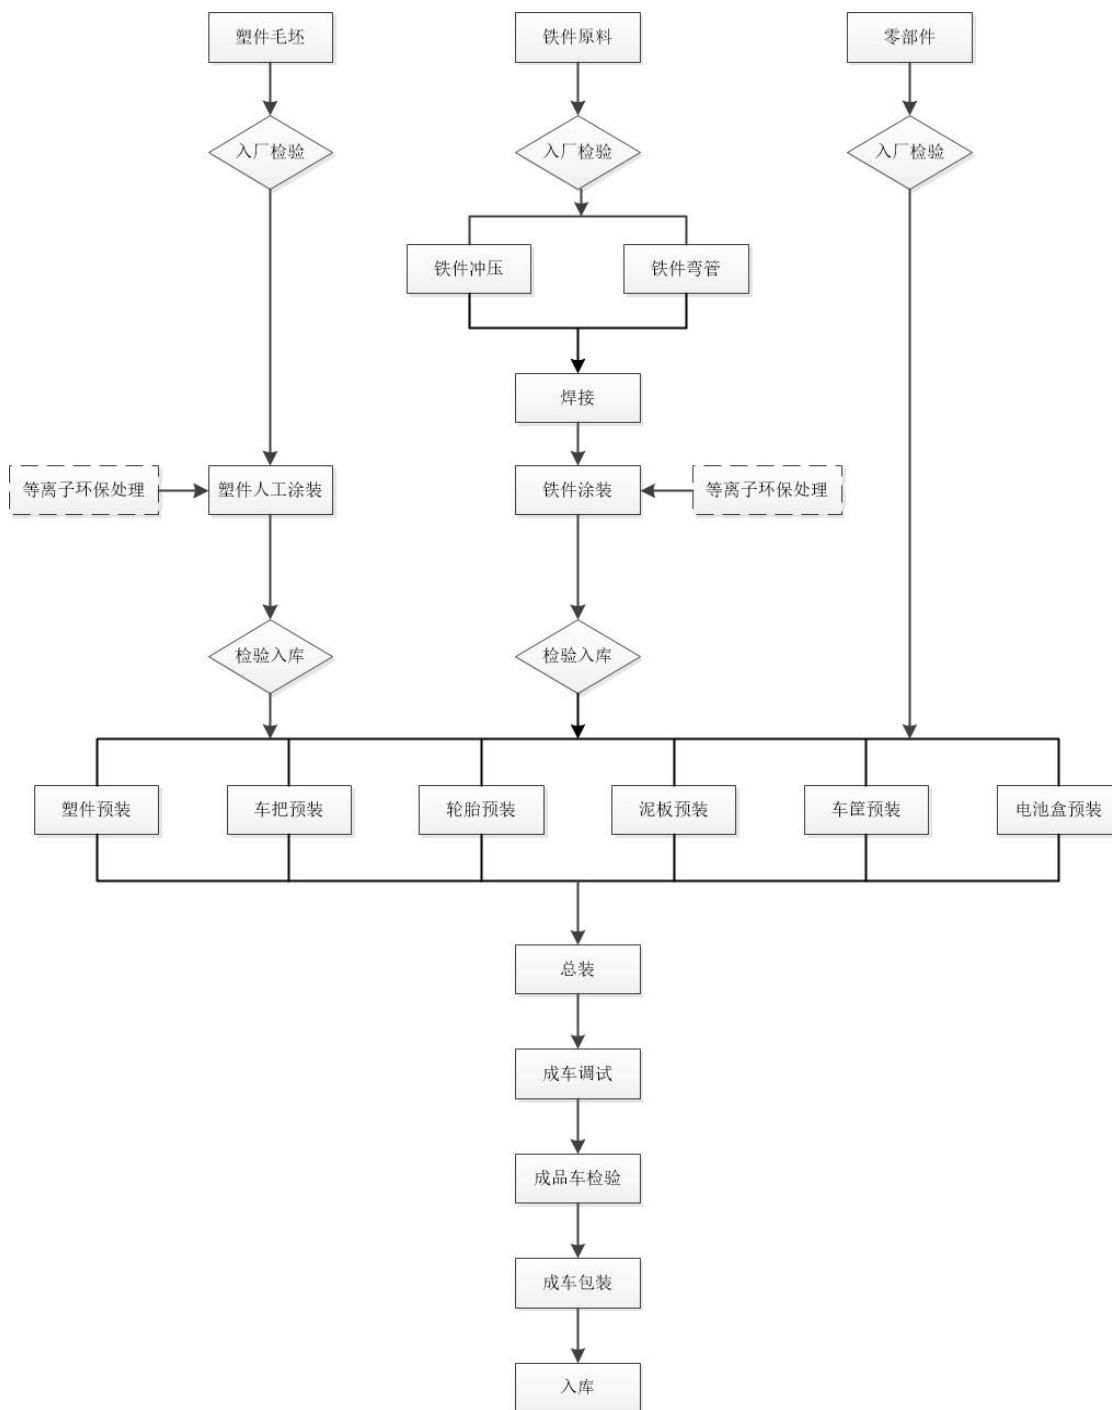 塑件毛坯
铁件原料
零部件
入厂检验
入厂检验
入厂检验
铁件冲压
铁件弯管
焊接
等离子环保处理
塑件人工涂装
铁件涂装
等离子环保处理
检验入库
检验入库
塑件预装
车把预装
轮胎预装
泥板预装
车筐预装
电池盒预装
总装
成车调试
成品车检验
成车包装
入库